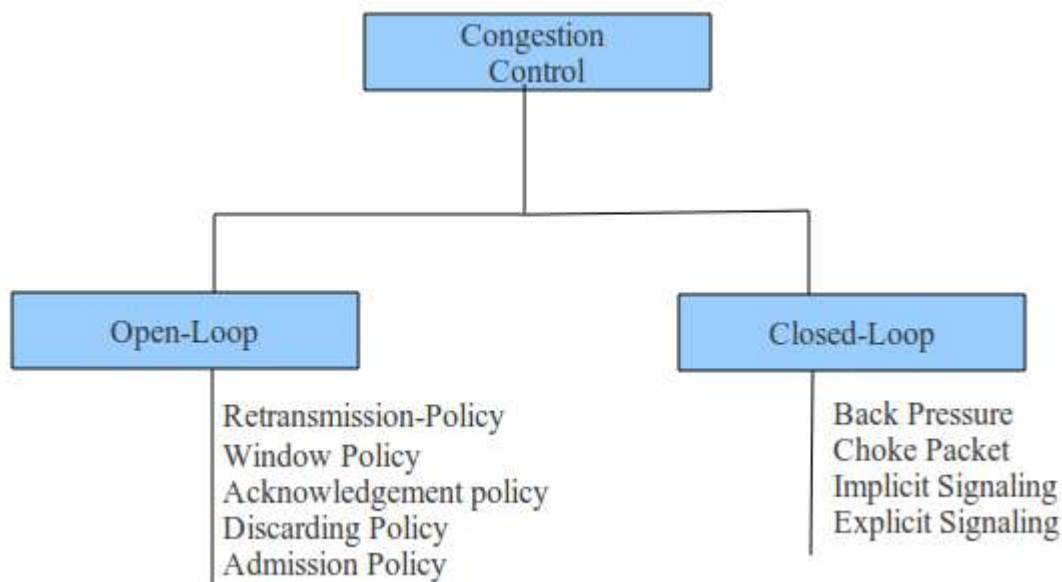 Congestion
Control
Open-Loop
Closed-Loop
Retransmission-Policy
Window Policy
Acknowledgement policy
Discarding Policy
Admission Policy
Back Pressure
Choke Packet
Implicit Signaling
Explicit Signaling